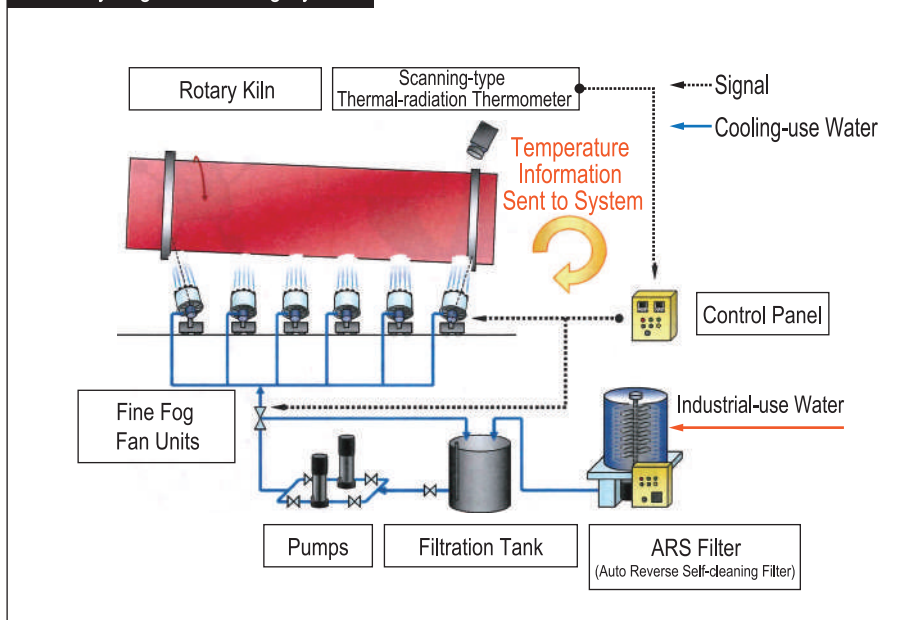 Rotary Kiln
Scanning-type
Thermal-radiation Thermometer
Signal
Cooling-use Water
Temperature
Information
Sent to System
Control Panel
Fine Fog
Fan Units
Industrial-use Water
Pumps
Filtration Tank
ARS Filter
(Auto Reverse Self-cleaning Filter)